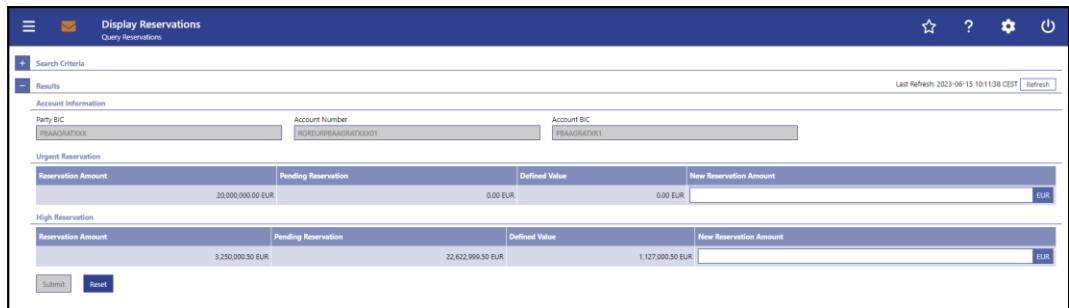 Display Reservations
Query Reservations
Search Criteria
Results Last Refresh: 2023-06-15 10:11:38 CEST Refresh
Account Information
Party BIC Account Number Account BIC
PBAAGRATXXX RGREURPBAAGRATXXX01 PBAAGRATXR1
Urgent Reservation
Reservation Amount Pending Reservation Defined Value New Reservation Amount
20,000,000.00 EUR 0.00 EUR 0.00 EUR EUR
High Reservation
Reservation Amount Pending Reservation Defined Value New Reservation Amount
3,250,000.50 EUR 22,622,999.50 EUR 1,127,000.50 EUR EUR
Submit Reset